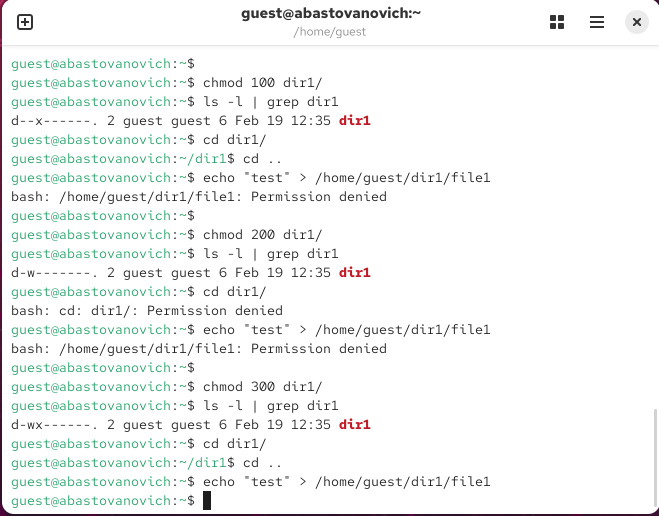 guest@abastovanovich:~
/home/guest
guest@abastovanovich:~$
guest@abastovanovich:~$ chmod 100 dir1/
guest@abastovanovich:~$ ls -l | grep dir1
d--x------. 2 guest guest 6 Feb 19 12:35 dir1
guest@abastovanovich:~$ cd dir1/
guest@abastovanovich:~/dir1$ cd ..
guest@abastovanovich:~$ echo "test" > /home/guest/dir1/file1
bash: /home/guest/dir1/file1: Permission denied
guest@abastovanovich:~$
guest@abastovanovich:~$ chmod 200 dir1/
guest@abastovanovich:~$ ls -l | grep dir1
d-w-------. 2 guest guest 6 Feb 19 12:35 dir1
guest@abastovanovich:~$ cd dir1/
bash: cd: dir1/: Permission denied
guest@abastovanovich:~$ echo "test" > /home/guest/dir1/file1
bash: /home/guest/dir1/file1: Permission denied
guest@abastovanovich:~$
guest@abastovanovich:~$ chmod 300 dir1/
guest@abastovanovich:~$ ls -l | grep dir1
d-wx------. 2 guest guest 6 Feb 19 12:35 dir1
guest@abastovanovich:~$ cd dir1/
guest@abastovanovich:~/dir1$ cd ..
guest@abastovanovich:~$ echo "test" > /home/guest/dir1/file1
guest@abastovanovich:~$